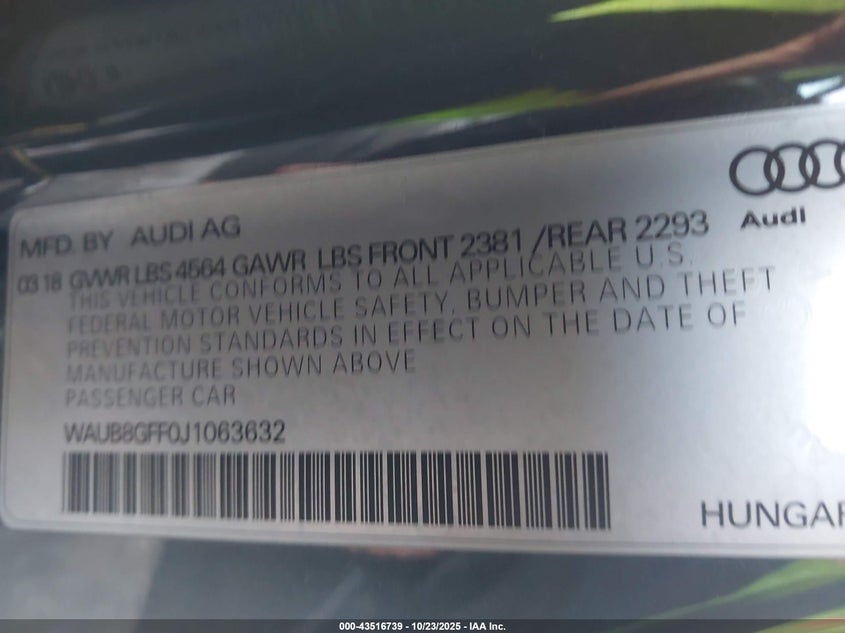 Audi
MFD. BY AUDI AG
03 18 GVWR LBS 4564 GAWR LBS FRONT 2381 /REAR 2293
THIS VEHICLE CONFORMS TO ALL APPLICABLE U.S.
FEDERAL MOTOR VEHICLE SAFETY, BUMPER AND THEFT
PREVENTION STANDARDS IN EFFECT ON THE DATE OF
MANUFACTURE SHOWN ABOVE
PASSENGER CAR
WAUB8GFF0J1063632
HUNGAR
000-43516739 - 10/23/2025 - IAA Inc.